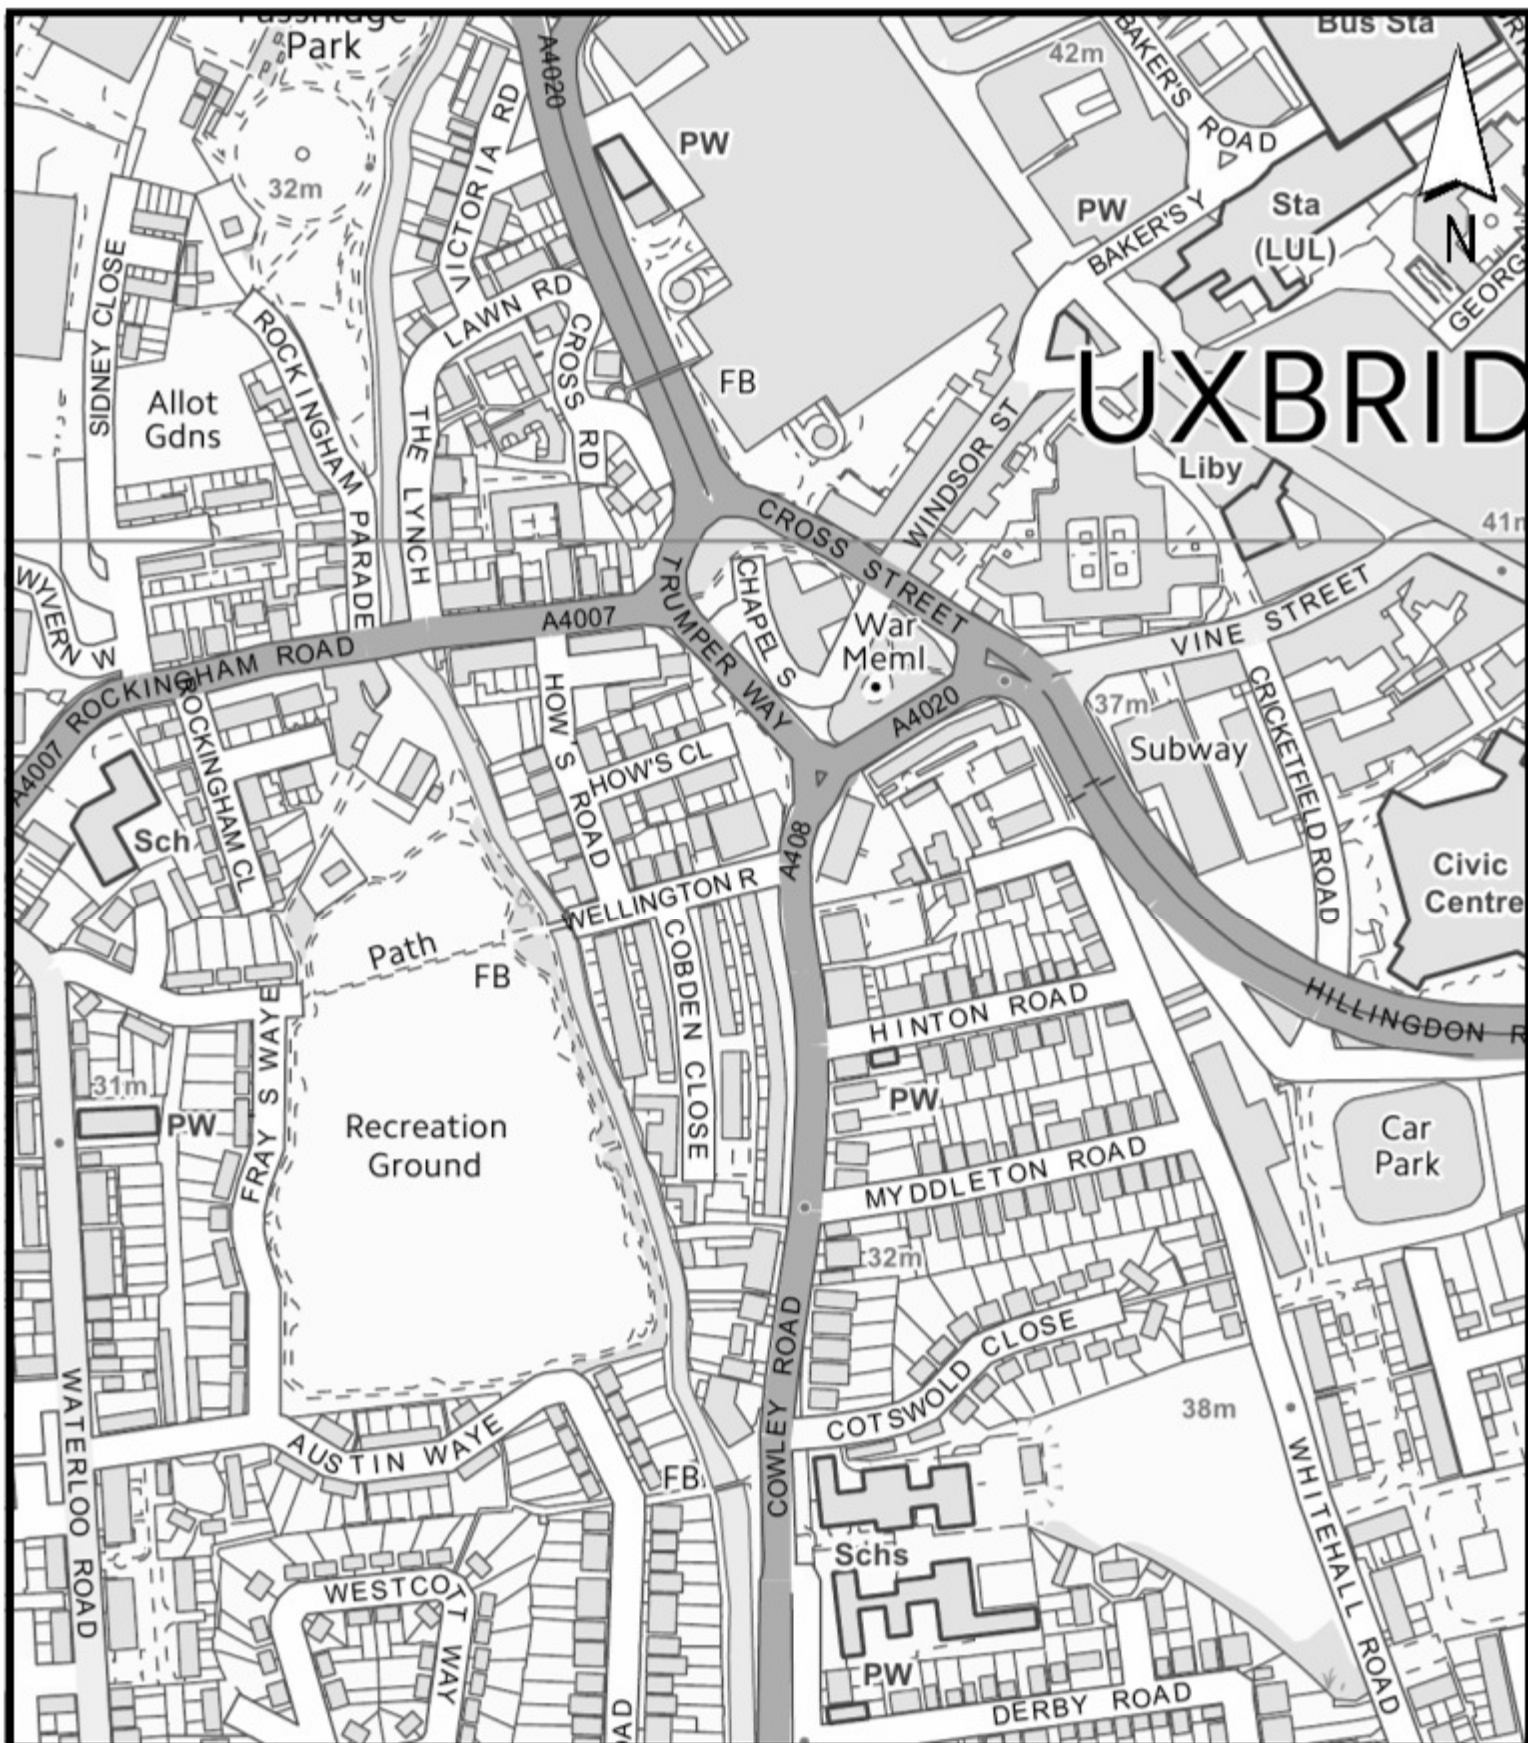 Park
A4020
42m
BAKER'S ROAD
Bus Sta
VICTORIA RD
PW
32m
PW
BAKER'S Y
Sta
(LUL)
N
SIDNEY CLOSE
LAWN RD
CROSS RD
ROCKINGHAM PARADE
Allot
Gdns
THE LYNCH
FB
WINDSOR ST
UXBRID
Liby
CROSS STREET
WYVERN W
A4007
TRUMPER WAY
CHAPEL S
War
Meml
VINE STREET
ROCKINGHAM ROAD
A4007
ROCKINGHAM CL
HOW'S ROAD
HOW'S CL
A4020
37m
Subway
CRICKETFIELD ROAD
Sch
A408
Civic
Centre
WELLINGTON R
Path
FB
COBDEN CLOSE
HINTON ROAD
HILLINGDON R
31m
PW
FRAY'S WAYE
Recreation
Ground
PW
Car
Park
MYDDLETON ROAD
32m
COWLEY ROAD
COTSWOLD CLOSE
38m
WATERLOO ROAD
AUSTIN WAYE
FB
WHITEHALL ROAD
Schs
WESTCOTT WAY
PW
DERBY ROAD